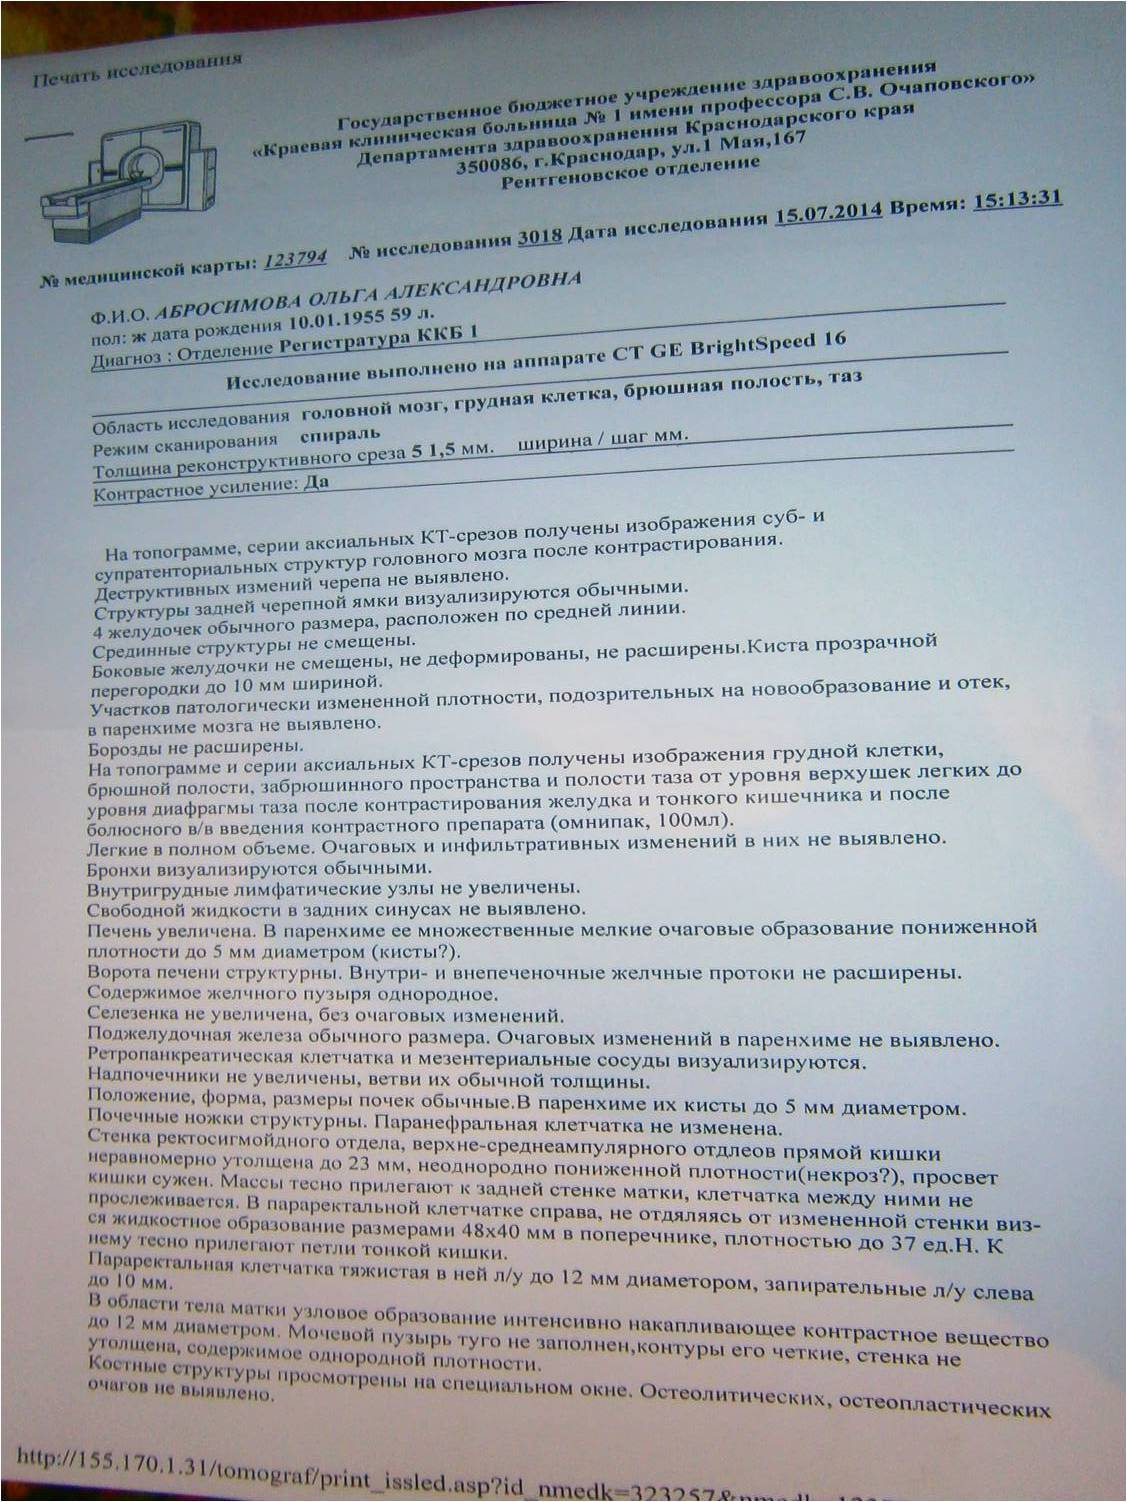 Печать исследования
Государственное бюджетное учреждение здравоохранения
«Краевая клиническая больница № 1 имени профессора С.В. Очаповского»
Департамента здравоохранения Краснодарского края
350086, г.Краснодар, ул.1 Мая,167
Рентгеновское отделение
№ медицинской карты: 123794 № исследования 3018 Дата исследования 15.07.2014 Время: 15:13:31
Ф.И.О. АБРОСИМОВА ОЛЬГА АЛЕКСАНДРОВНА
пол: ж дата рождения 10.01.1955 59 л.
Диагноз : Отделение Регистратура ККБ 1
Исследование выполнено на аппарате CT GE BrightSpeed 16
Область исследования головной мозг, грудная клетка, брюшная полость, таз
Режим сканирования спираль
Толщина реконструктивного среза 5 1,5 мм. ширина / шаг мм.
Контрастное усиление: Да
На топограмме, серии аксиальных КТ-срезов получены изображения суб- и
супратенториальных структур головного мозга после контрастирования.
Деструктивных измений черепа не выявлено.
Структуры задней черепной ямки визуализируются обычными.
4 желудочек обычного размера, расположен по средней линии.
Срединные структуры не смещены.
Боковые желудочки не смещены, не деформированы, не расширены.Киста прозрачной
перегородки до 10 мм шириной.
Участков патологически измененной плотности, подозрительных на новообразование и отек,
в паренхиме мозга не выявлено.
Борозды не расширены.
На топограмме и серии аксиальных КТ-срезов получены изображения грудной клетки,
брюшной полости, забрюшинного пространства и полости таза от уровня верхушек легких до
уровня диафрагмы таза после контрастирования желудка и тонкого кишечника и после
болюсного в/в введения контрастного препарата (омнипак, 100мл).
Легкие в полном объеме. Очаговых и инфильтративных изменений в них не выявлено.
Бронхи визуализируются обычными.
Внутригрудные лимфатические узлы не увеличены.
Свободной жидкости в задних синусах не выявлено.
Печень увеличена. В паренхиме ее множественные мелкие очаговые образование пониженной
плотности до 5 мм диаметром (кисты?).
Ворота печени структурны. Внутри- и внепеченочные желчные протоки не расширены.
Содержимое желчного пузыря однородное.
Селезенка не увеличена, без очаговых изменений.
Поджелудочная железа обычного размера. Очаговых изменений в паренхиме не выявлено.
Ретропанкреатическая клетчатка и мезентериальные сосуды визуализируются.
Надпочечники не увеличены, ветви их обычной толщины.
Положение, форма, размеры почек обычные.В паренхиме их кисты до 5 мм диаметром.
Почечные ножки структурны. Паранефральная клетчатка не изменена.
Стенка ректосигмойдного отдела, верхне-среднеампулярного отдлеов прямой кишки
неравномерно утолщена до 23 мм, неоднородно пониженной плотности(некроз?), просвет
кишки сужен. Массы тесно прилегают к задней стенке матки, клетчатка между ними не
прослеживается. В параректальной клетчатке справа, не отдяляясь от измененной стенки виз-
ся жидкостное образование размерами 48х40 мм в поперечнике, плотностью до 37 ед.Н. К
нему тесно прилегают петли тонкой кишки.
Параректальная клетчатка тяжистая в ней л/у до 12 мм диаметором, запирательные л/у слева
до 10 мм.
В области тела матки узловое образование интенсивно накапливающее контрастное вещество
до 12 мм диаметром. Мочевой пузырь туго не заполнен,контуры его четкие, стенка не
утолщена, содержимое однородной плотности.
Костные структуры просмотрены на специальном окне. Остеолитических, остеопластических
очагов не выявлено.
http://155.170.1.31/tomograf/print_issled.asp?id_nmedk=323257&nmedk